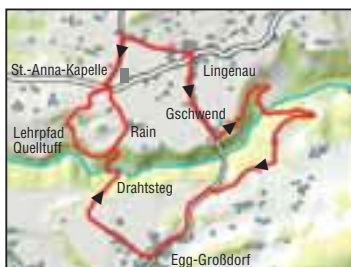 St.-Anna-Kapelle
Lingenau
Gschwend
Lehrpfad
Quelltuff
Rain
Drahtsteg
Egg-Großdorf